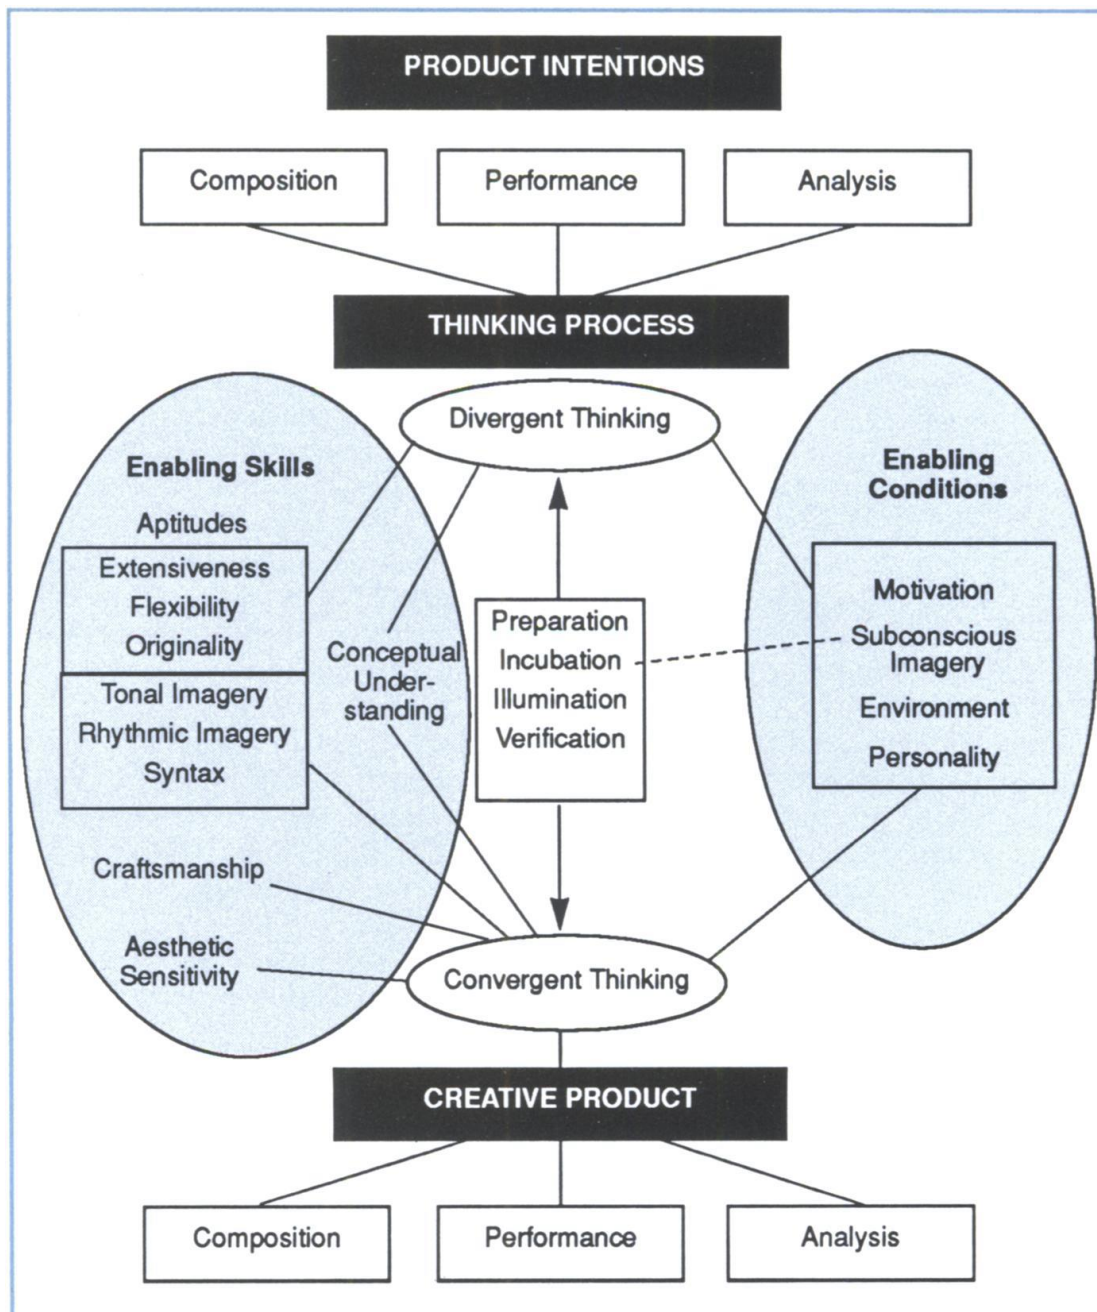 PRODUCT INTENTIONS
Composition
Performance
Analysis
THINKING PROCESS
Divergent Thinking
Enabling Skills
Aptitudes
Extensiveness
Flexibility
Originality
Tonal Imagery
Rhythmic Imagery
Syntax
Conceptual
Under-
standing
Craftsmanship
Aesthetic
Sensitivity
Preparation
Incubation
Illumination
Verification
Enabling
Conditions
Motivation
Subconscious
Imagery
Environment
Personality
Convergent Thinking
CREATIVE PRODUCT
Composition
Performance
Analysis